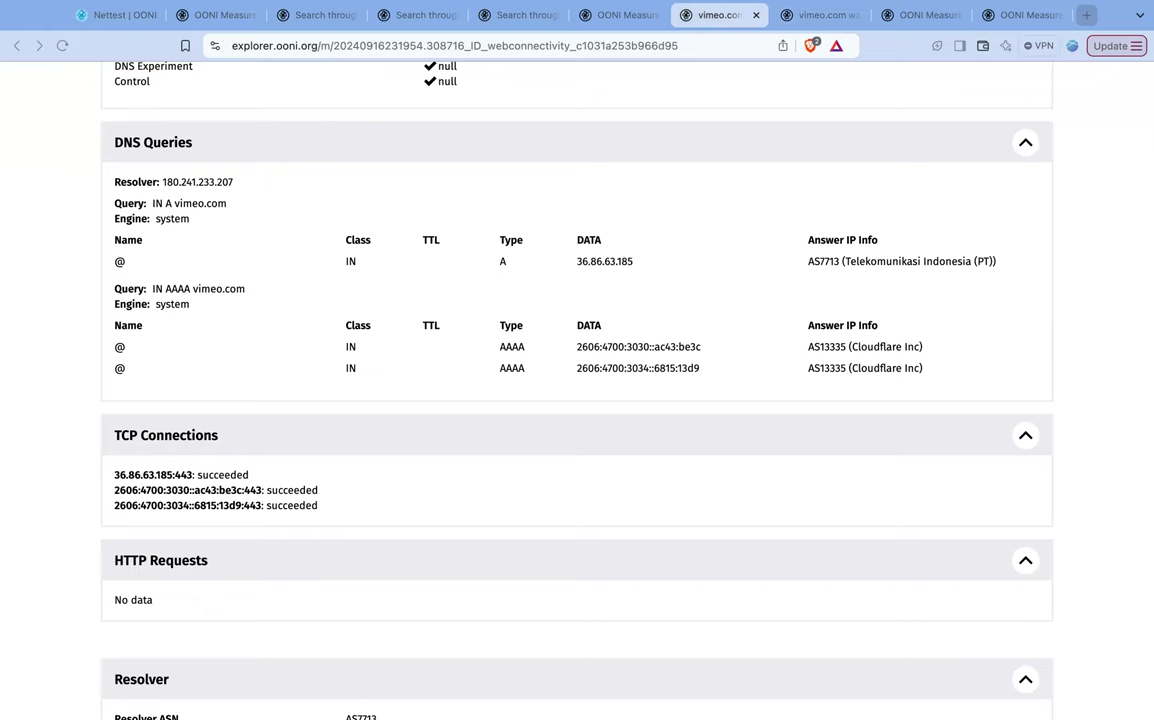 Nettest | OONI
OONI Measure
Search throug
Search throug
Search throug
OONI Measure
vimeo.com
vimeo.com wa
OONI Measure
OONI Measure
explorer.ooni.org/m/20240916231954.308716_ID_webconnectivity_c1031a253b966d95
2
VPN
Update
DNS Experiment null
Control null
DNS Queries
Resolver: 180.241.233.207
Query: IN A vimeo.com
Engine: system
Name Class TTL Type DATA Answer IP Info
@ IN A 36.86.63.185 AS7713 (Telekomunikasi Indonesia (PT))
Query: IN AAAA vimeo.com
Engine: system
Name Class TTL Type DATA Answer IP Info
@ IN AAAA 2606:4700:3030::ac43:be3c AS13335 (Cloudflare Inc)
@ IN AAAA 2606:4700:3034::6815:13d9 AS13335 (Cloudflare Inc)
TCP Connections
36.86.63.185:443: succeeded
2606:4700:3030::ac43:be3c:443: succeeded
2606:4700:3034::6815:13d9:443: succeeded
HTTP Requests
No data
Resolver
Resolver ASN AS7713